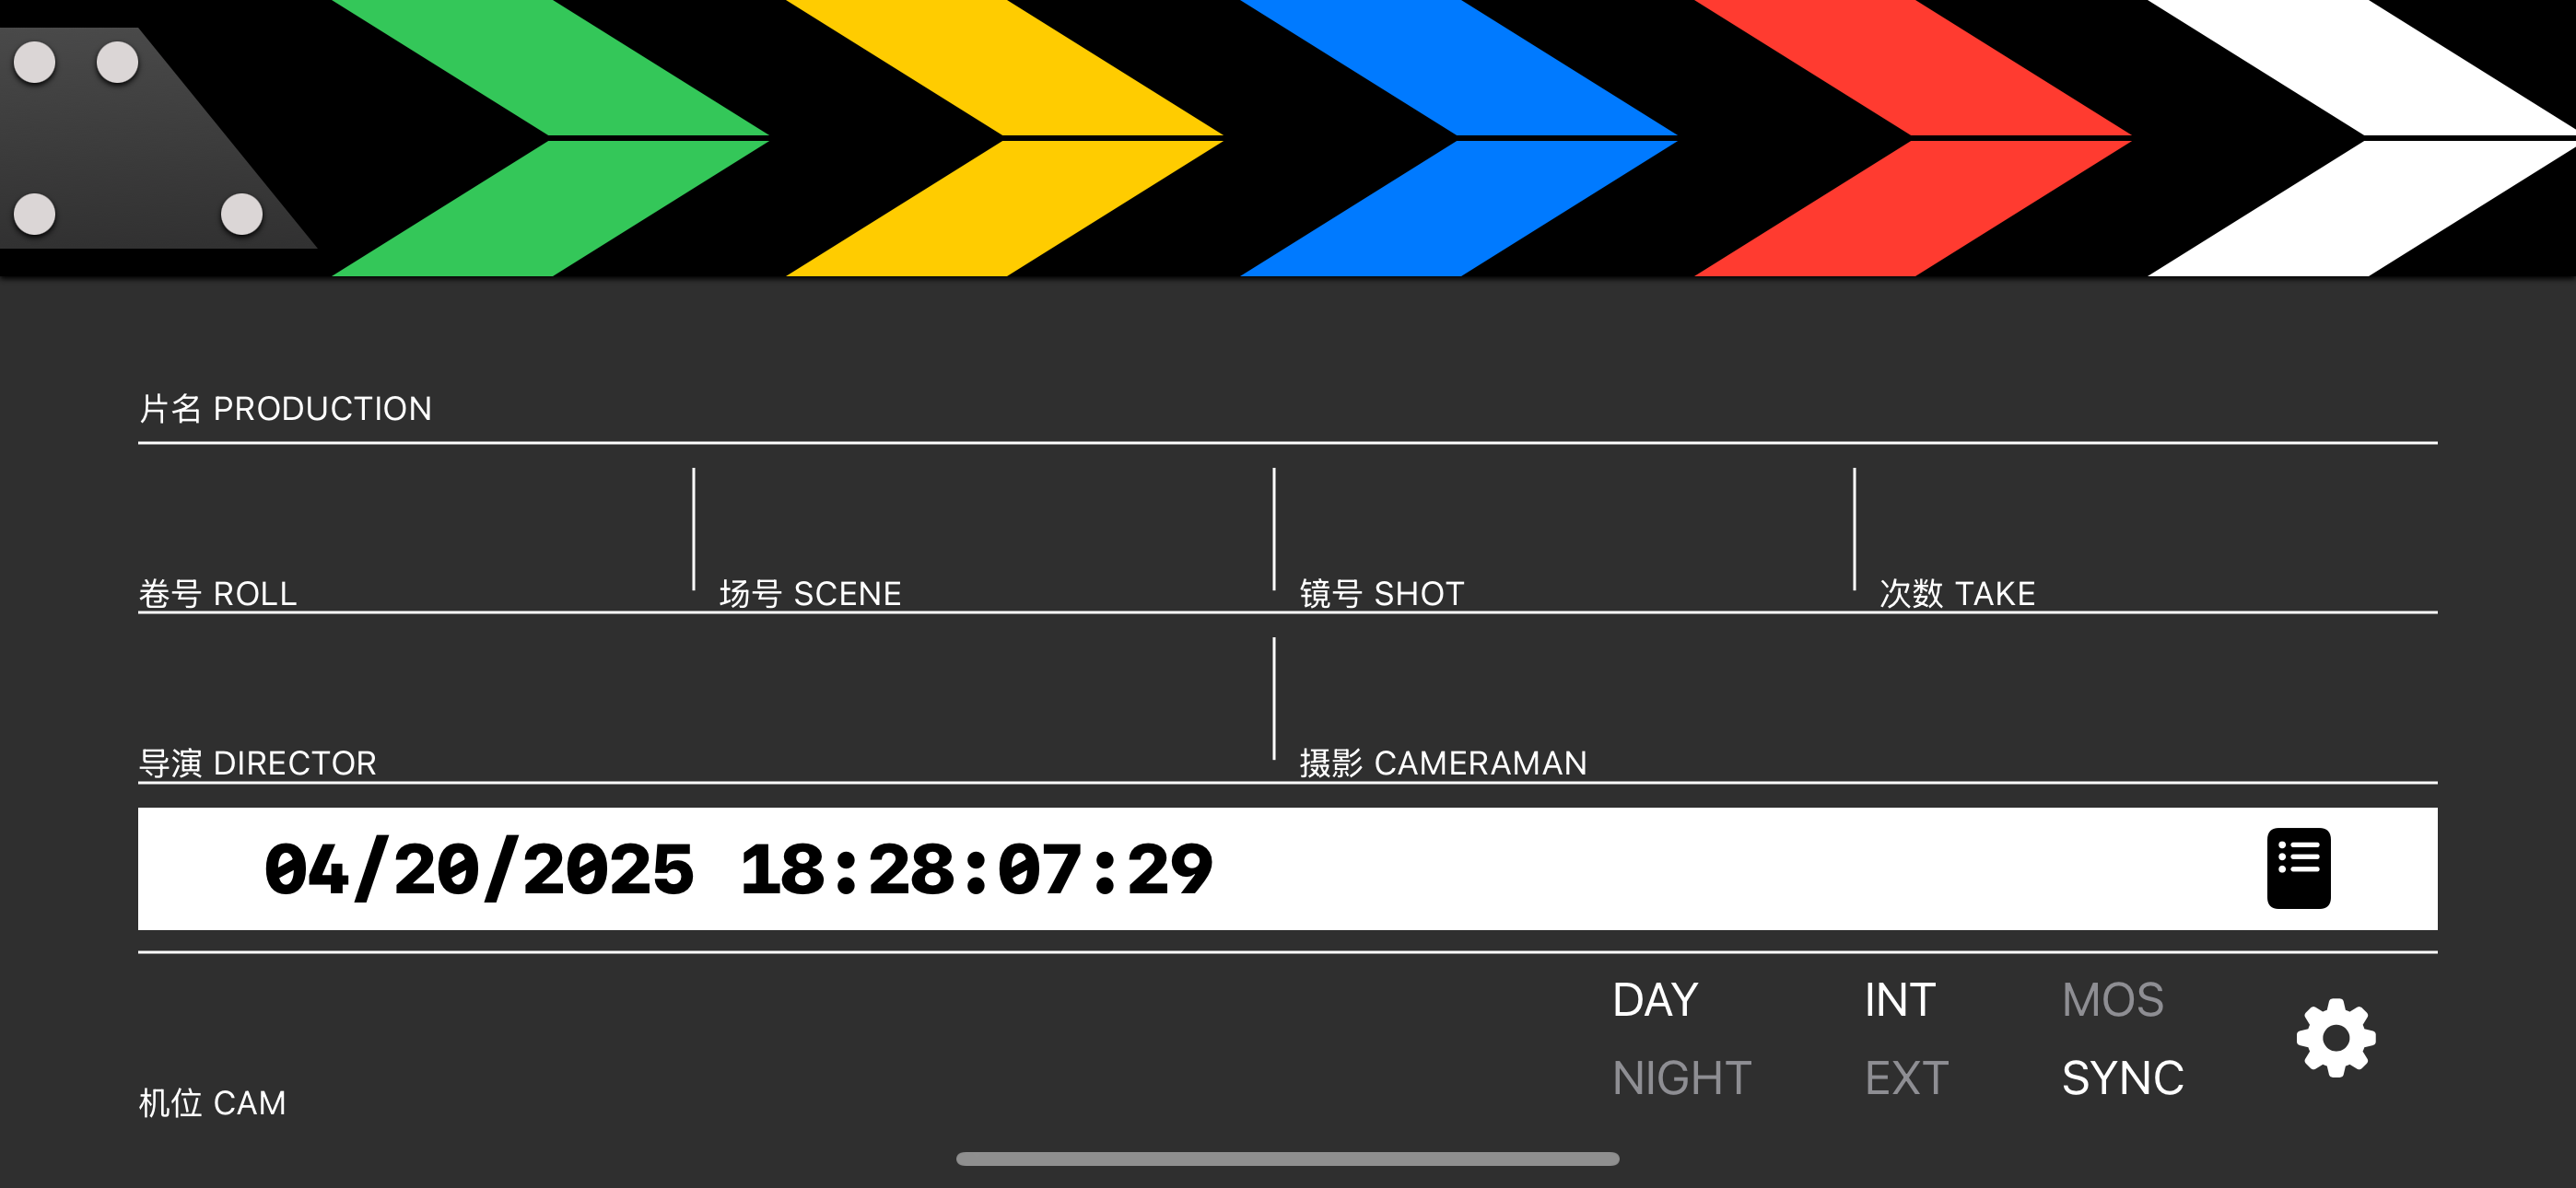 片名 PRODUCTION
卷号 ROLL 场号 SCENE 镜号 SHOT 次数 TAKE
导演 DIRECTOR 摄影 CAMERAMAN
04/20/2025 18:28:07:29
DAY INT MOS
NIGHT EXT SYNC
机位 CAM